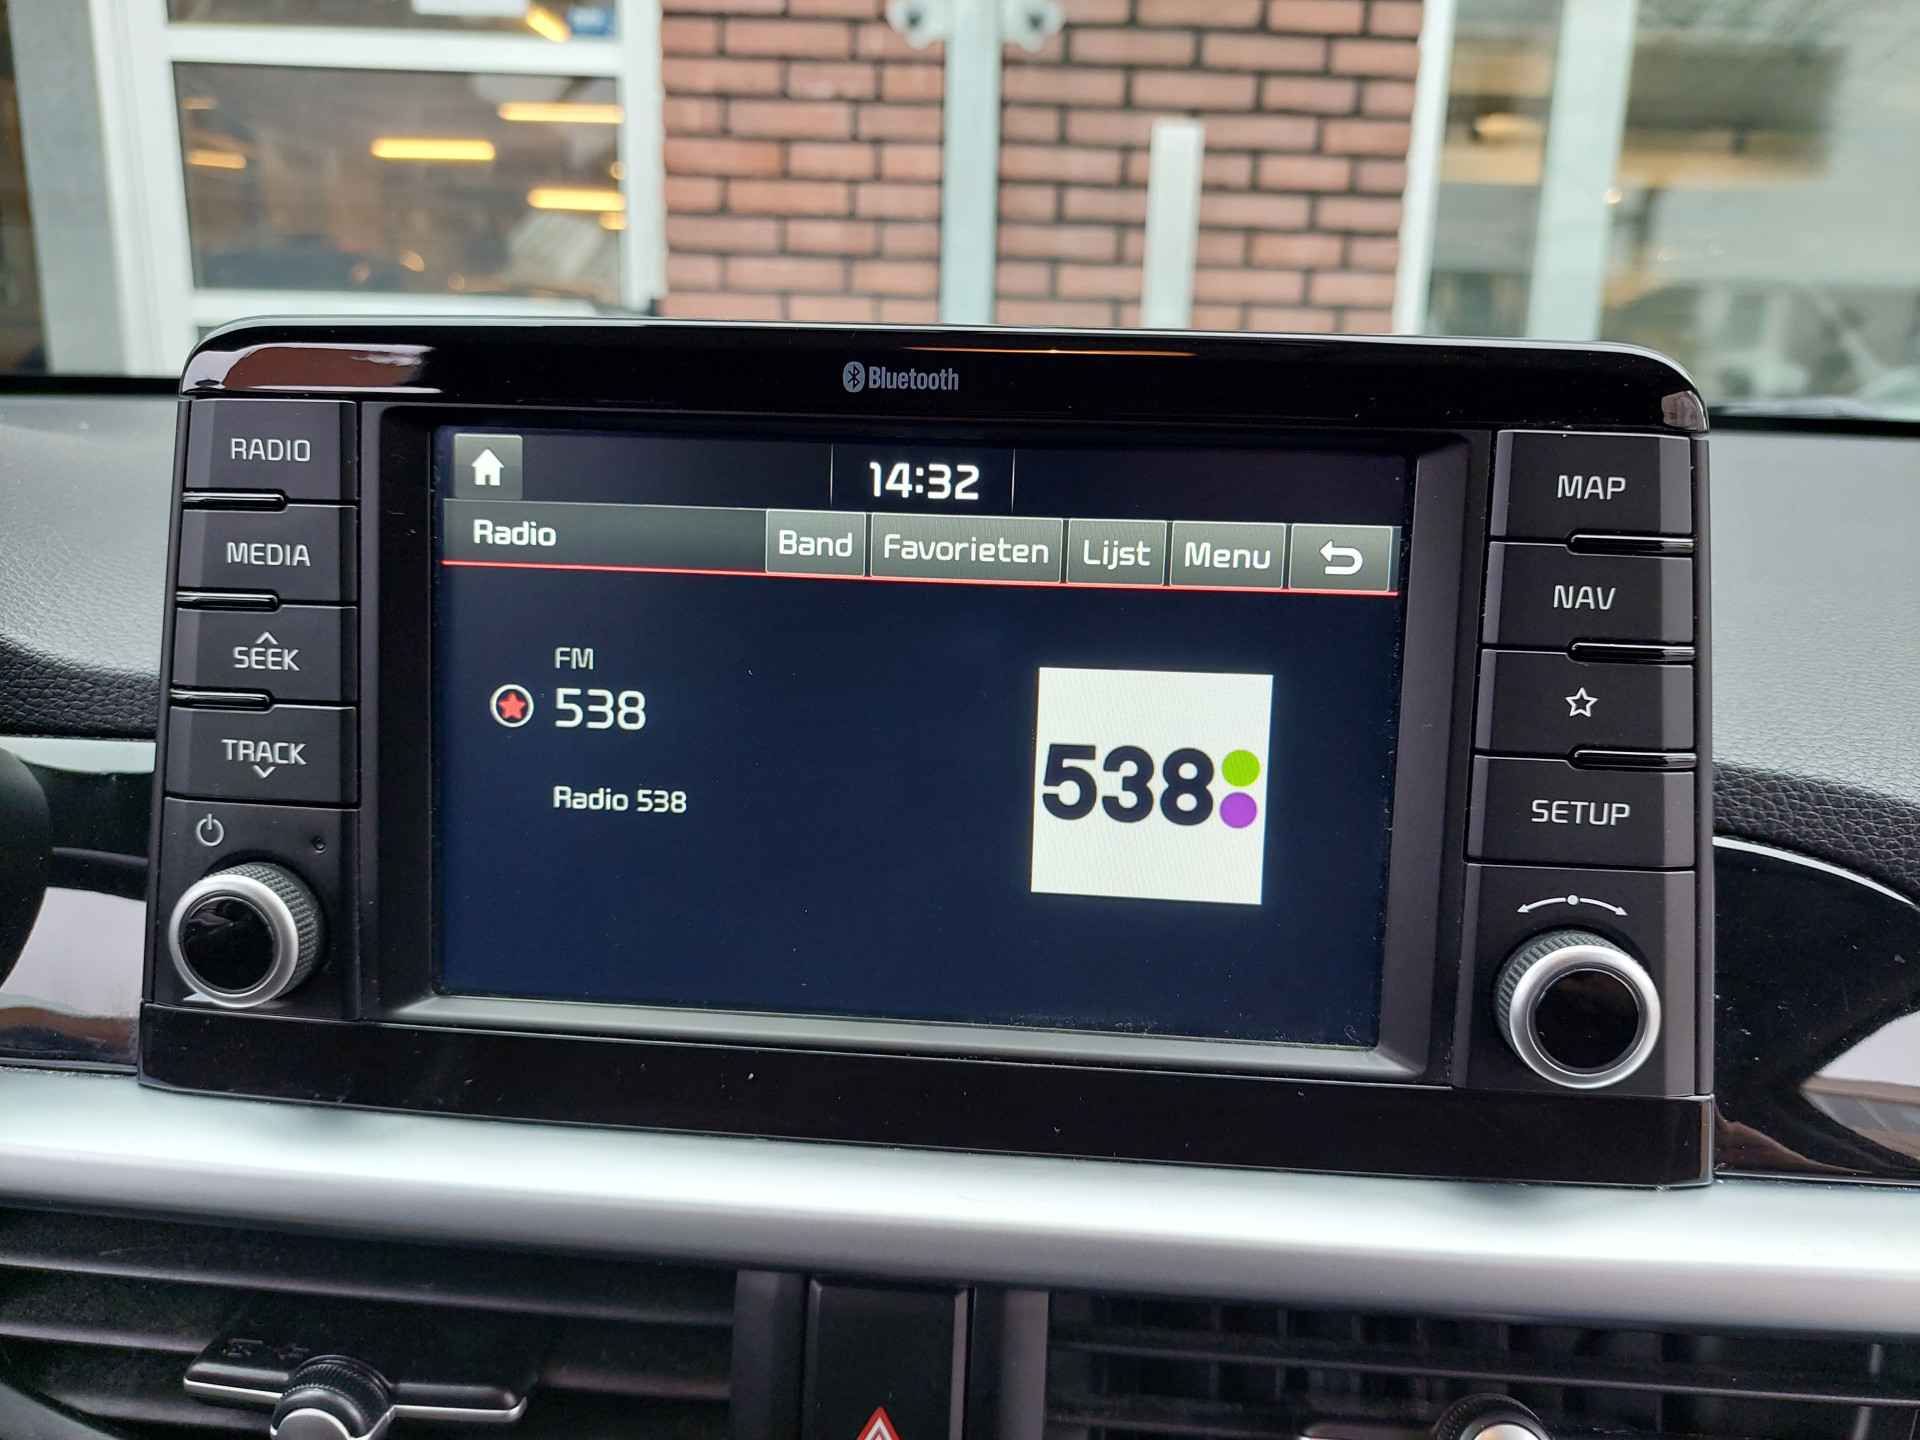 Bluetooth
RADIO
MEDIA
SEEK
TRACK
14:32
Radio
Band
Favorieten
Lijst
Menu
FM
538
Radio 538
538
MAP
NAV
SETUP